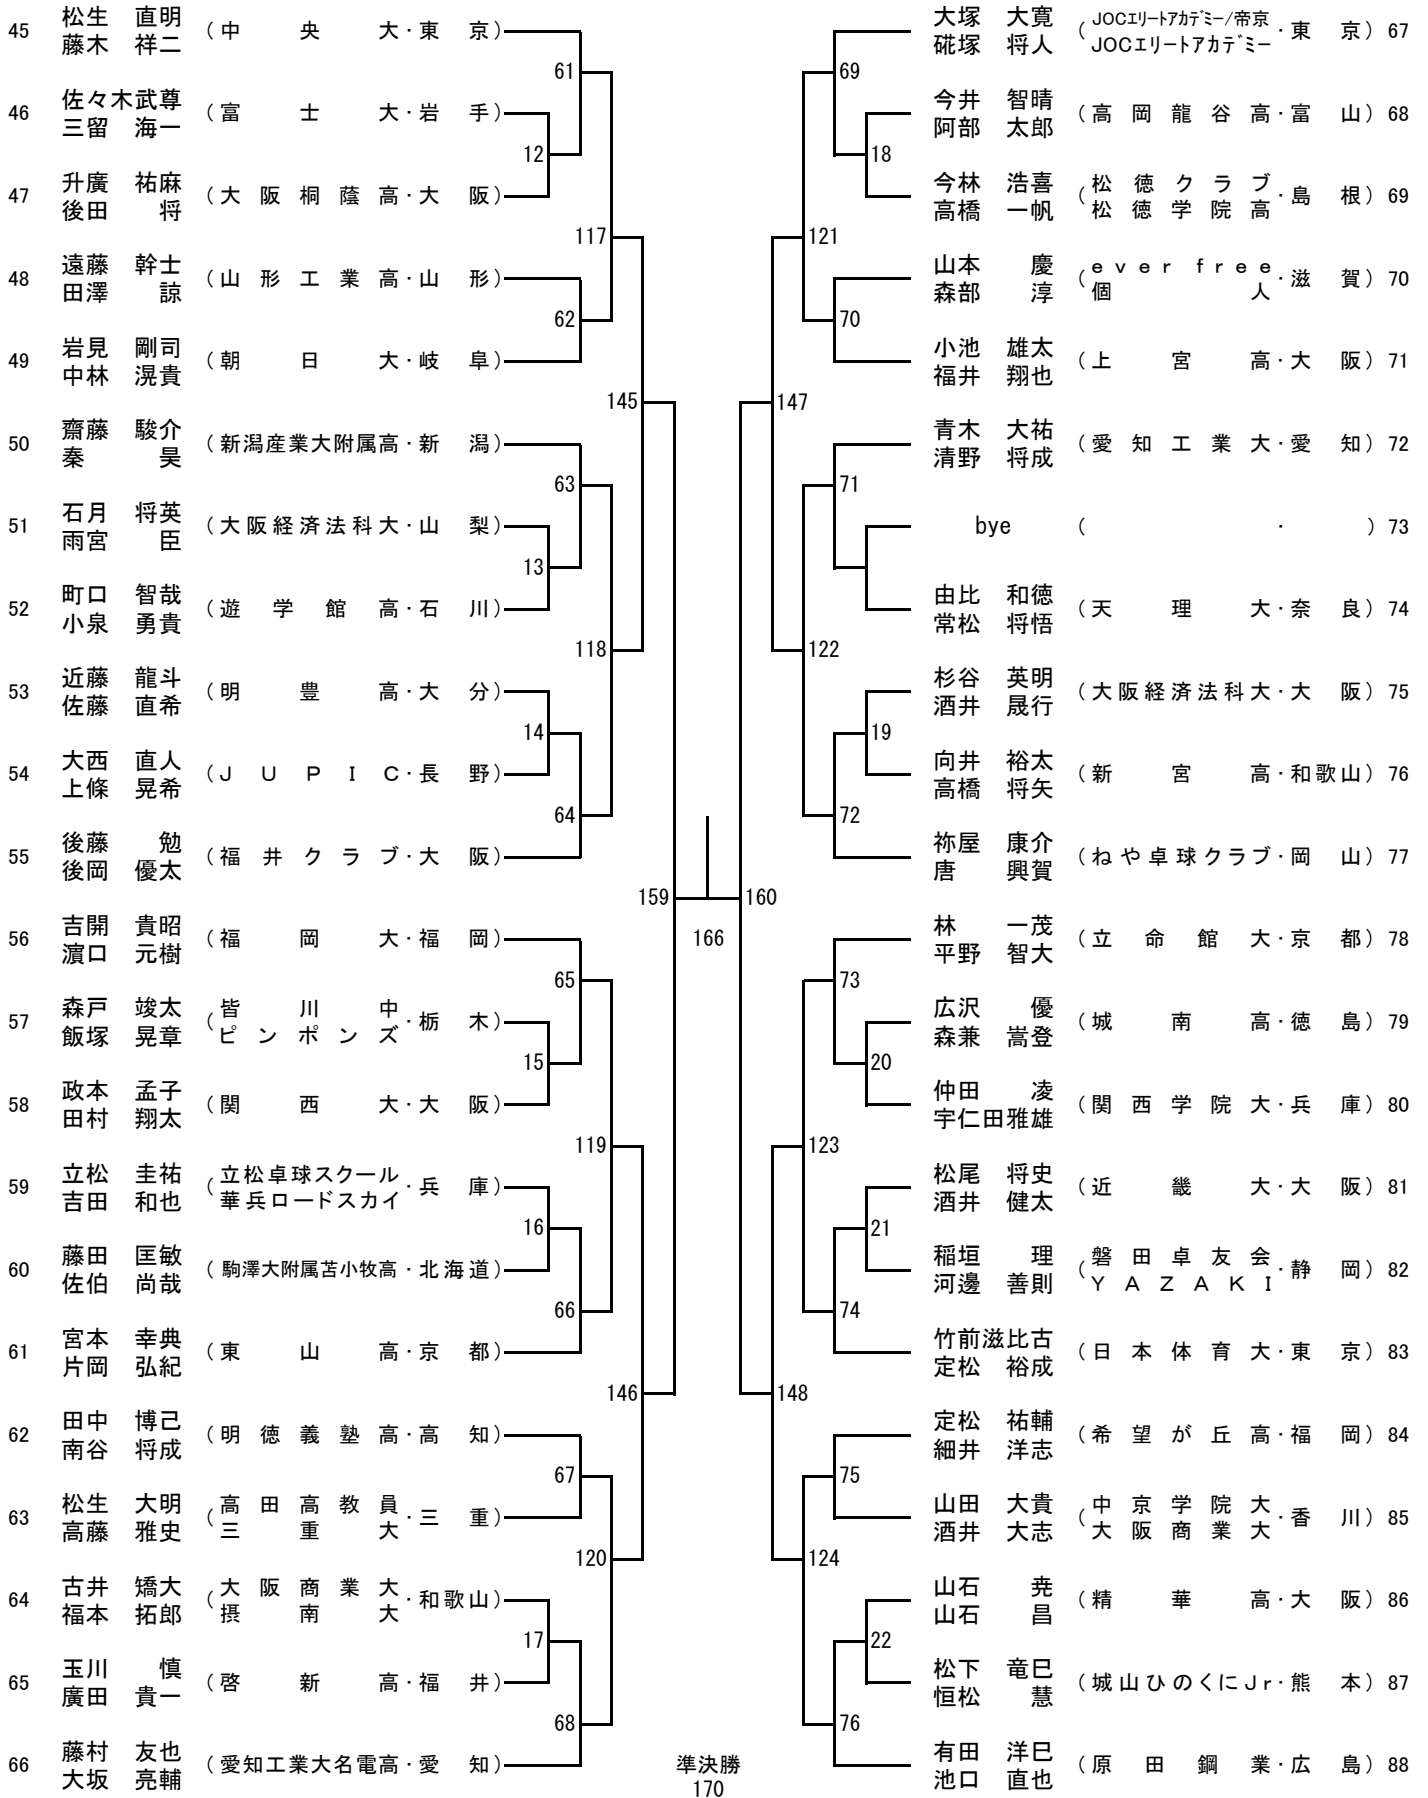 45 松生 直明 藤木 祥二 (中央大・東京)
46 佐々木武尊 三留 海一 (富士大・岩手)
47 升廣 祐麻 後田 将 (大阪桐蔭高・大阪)
48 遠藤 幹士 田澤 諒 (山形工業高・山形)
49 岩見 剛司 中林 滉貴 (朝日大・岐阜)
50 齋藤 駿介 秦 昊 (新潟産業大附属高・新潟)
51 石月 将英 雨宮 臣 (大阪経済法科大・山梨)
52 町口 智哉 小泉 勇貴 (遊学館高・石川)
53 近藤 龍斗 佐藤 直希 (明豊高・大分)
54 大西 直人 上條 晃希 (JUPIC・長野)
55 後藤 勉 後岡 優太 (福井クラブ・大阪)
56 吉開 貴昭 濵口 元樹 (福岡大・福岡)
57 森戸 竣太 飯塚 晃章 (皆川中 ピンポンズ・栃木)
58 政本 孟子 田村 翔太 (関西大・大阪)
59 立松 圭祐 吉田 和也 (立松卓球スクール 華兵ロードスカイ・兵庫)
60 藤田 匡敏 佐伯 尚哉 (駒澤大附属苫小牧高・北海道)
61 宮本 幸典 片岡 弘紀 (東山高・京都)
62 田中 博己 南谷 将成 (明徳義塾高・高知)
63 松生 大明 高藤 雅史 (高田高教員 三重大・三重)
64 古井 矯大 福本 拓郎 (大阪商業大 摂南大・和歌山)
65 玉川 慎 廣田 貴一 (啓新高・福井)
66 藤村 友也 大坂 亮輔 (愛知工業大名電高・愛知)
61
12
117
62
145
63
13
118
14
64
159
65
15
119
16
66
146
67
120
17
68
166
準決勝
170
160
69
18
121
70
147
71
122
19
72
73
20
123
21
74
148
75
124
22
76
大塚 大寛 硴塚 将人 (JOCエリートアカデミー/帝京 JOCエリートアカデミー・東京) 67
今井 智晴 阿部 太郎 (高岡龍谷高・富山) 68
今林 浩喜 高橋 一帆 (松徳クラブ 松徳学院高・島根) 69
山本 慶 森部 淳 (ever free 個人・滋賀) 70
小池 雄太 福井 翔也 (上宮高・大阪) 71
青木 大祐 清野 将成 (愛知工業大・愛知) 72
bye (・) 73
由比 和徳 常松 将悟 (天理大・奈良) 74
杉谷 英明 酒井 晟行 (大阪経済法科大・大阪) 75
向井 裕太 高橋 将矢 (新宮高・和歌山) 76
祢屋 康介 唐 興賀 (ねや卓球クラブ・岡山) 77
林 一茂 平野 智大 (立命館大・京都) 78
広沢 優 森兼 嵩登 (城南高・徳島) 79
仲田 凌 宇仁田雅雄 (関西学院大・兵庫) 80
松尾 将史 酒井 健太 (近畿大・大阪) 81
稲垣 理 河邊 善則 (磐田卓友会 YAZAKI・静岡) 82
竹前滋比古 定松 裕成 (日本体育大・東京) 83
定松 祐輔 細井 洋志 (希望が丘高・福岡) 84
山田 大貴 酒井 大志 (中京学院大 大阪商業大・香川) 85
山石 尭 山石 昌 (精華高・大阪) 86
松下 竜巳 恒松 慧 (城山ひのくにJr・熊本) 87
有田 洋巳 池口 直也 (原田鋼業・広島) 88